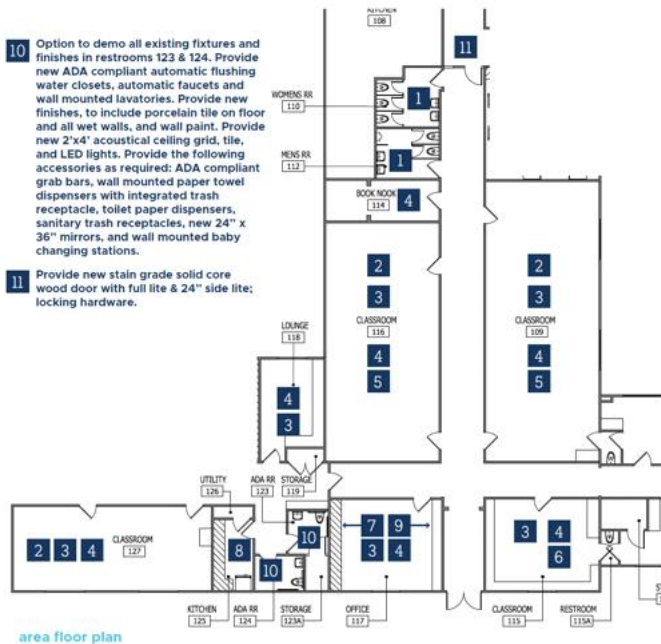 KITCHEN
108
11
10
Option to demo all existing fixtures and
finishes in restrooms 123 & 124. Provide
new ADA compliant automatic flushing
water closets, automatic faucets and
wall mounted lavatories. Provide new
finishes, to include porcelain tile on floor
and all wet walls, and wall paint. Provide
new 2'x4' acoustical ceiling grid, tile,
and LED lights. Provide the following
accessories as required: ADA compliant
grab bars, wall mounted paper towel
dispensers with integrated trash
receptacle, toilet paper dispensers,
sanitary trash receptacles, new 24" x
36" mirrors, and wall mounted baby
changing stations.
11
Provide new stain grade solid core
wood door with full lite & 24" side lite;
locking hardware.
WOMENS RR
110
1
MENS RR
112
1
BOOK NOOK
114
4
2
3
CLASSROOM
116
4
5
2
3
CLASSROOM
109
4
5
LOUNGE
118
4
3
UTILITY
126
ADA RR
123
STORAGE
119
2 3 4
CLASSROOM
127
8
10
10
7 9
3 4
3 4
6
KITCHEN
125
ADA RR
124
STORAGE
123A
OFFICE
117
CLASSROOM
115
RESTROOM
115A
area floor plan